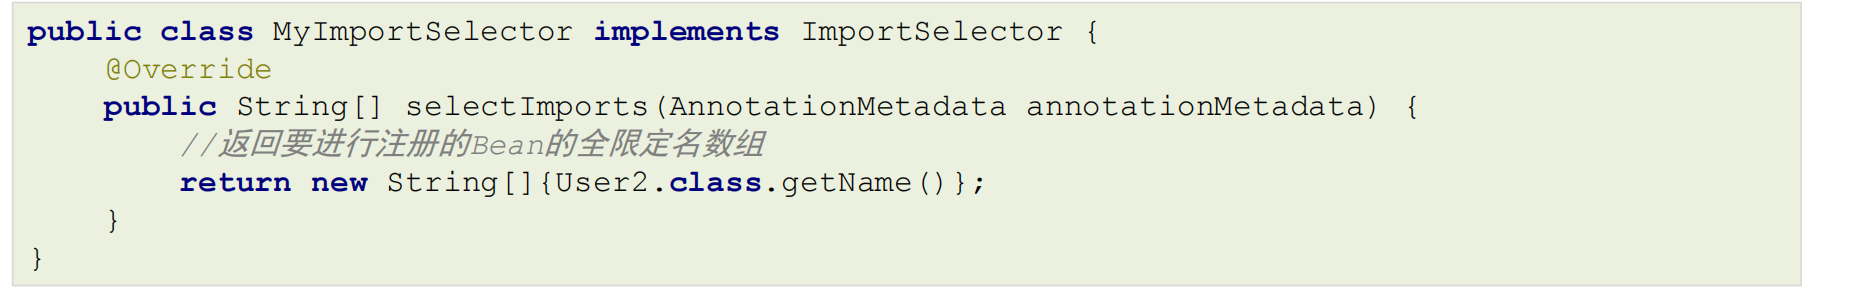 public class MyImportSelector implements ImportSelector {
    @Override
    public String[] selectImports(AnnotationMetadata annotationMetadata) {
        //返回要进行注册的Bean的全限定名数组
        return new String[]{User2.class.getName()};
    }
}